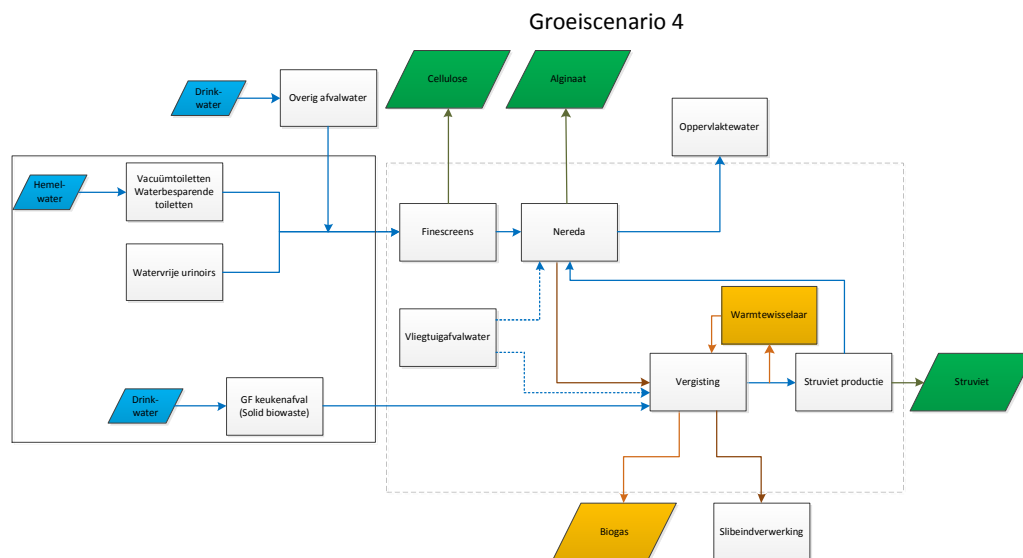 Groeiscenario 4
Cellulose
Alginaat
Drink-
water
Overig afvalwater
Oppervlaktewater
Hemel-
water
Vacuümtoiletten
Waterbesparende
toiletten
Finescreens
Nereda
Watervrije urinoirs
Warmtewisselaar
Vliegtuigafvalwater
Vergisting
Struviet productie
Struviet
Drink-
water
GF keukenafval
(Solid biowaste)
Biogas
Slibeindverwerking